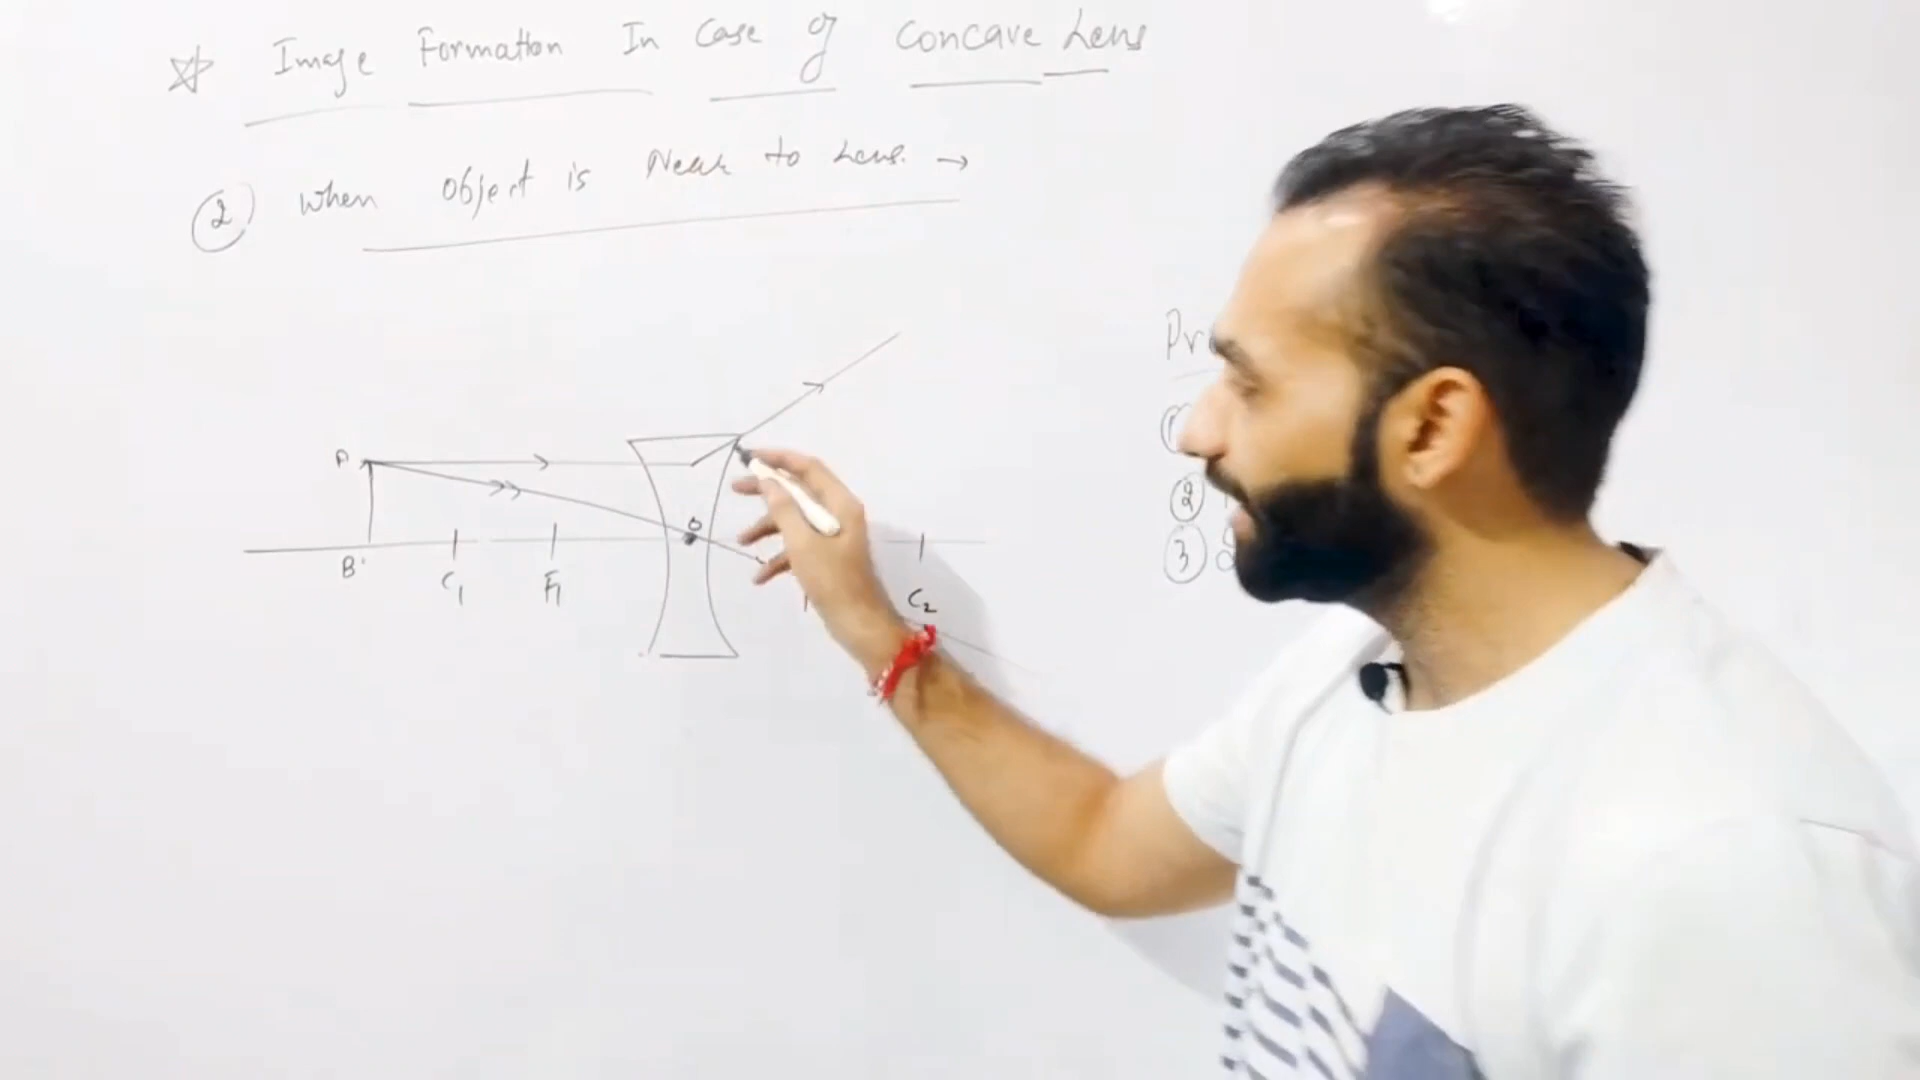 ☆ Image Formation In Case of Concave Lens
② When Object is Near to Lens. →
A
O
B
C1
F1
C2
Pr
②
③ 2